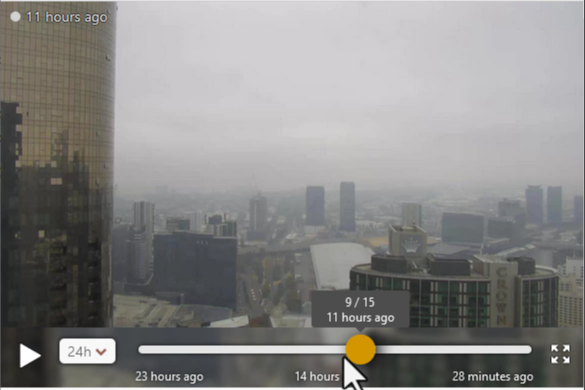 11 hours ago
CROWN
9 / 15
11 hours ago
24h
23 hours ago
14 hours
28 minutes ago